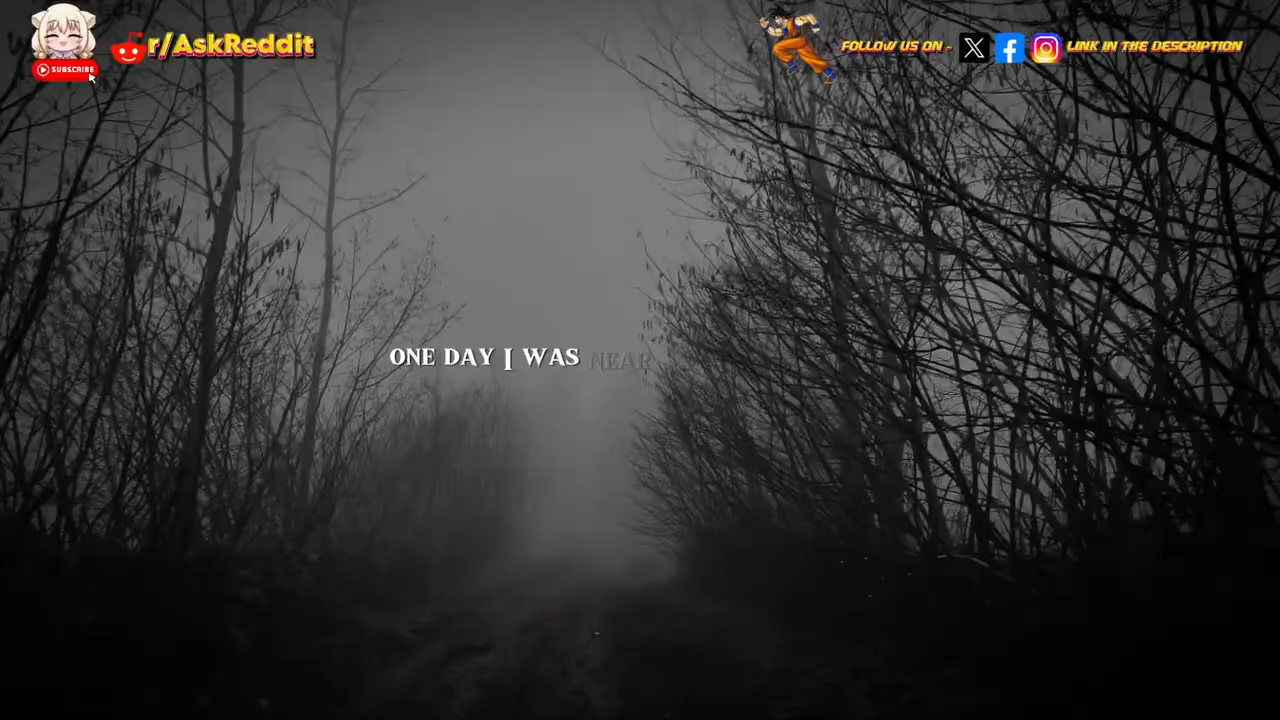 r/AskReddit
SUBSCRIBE
FOLLOW US ON -
LINK IN THE DESCRIPTION
ONE DAY I WAS NEAR